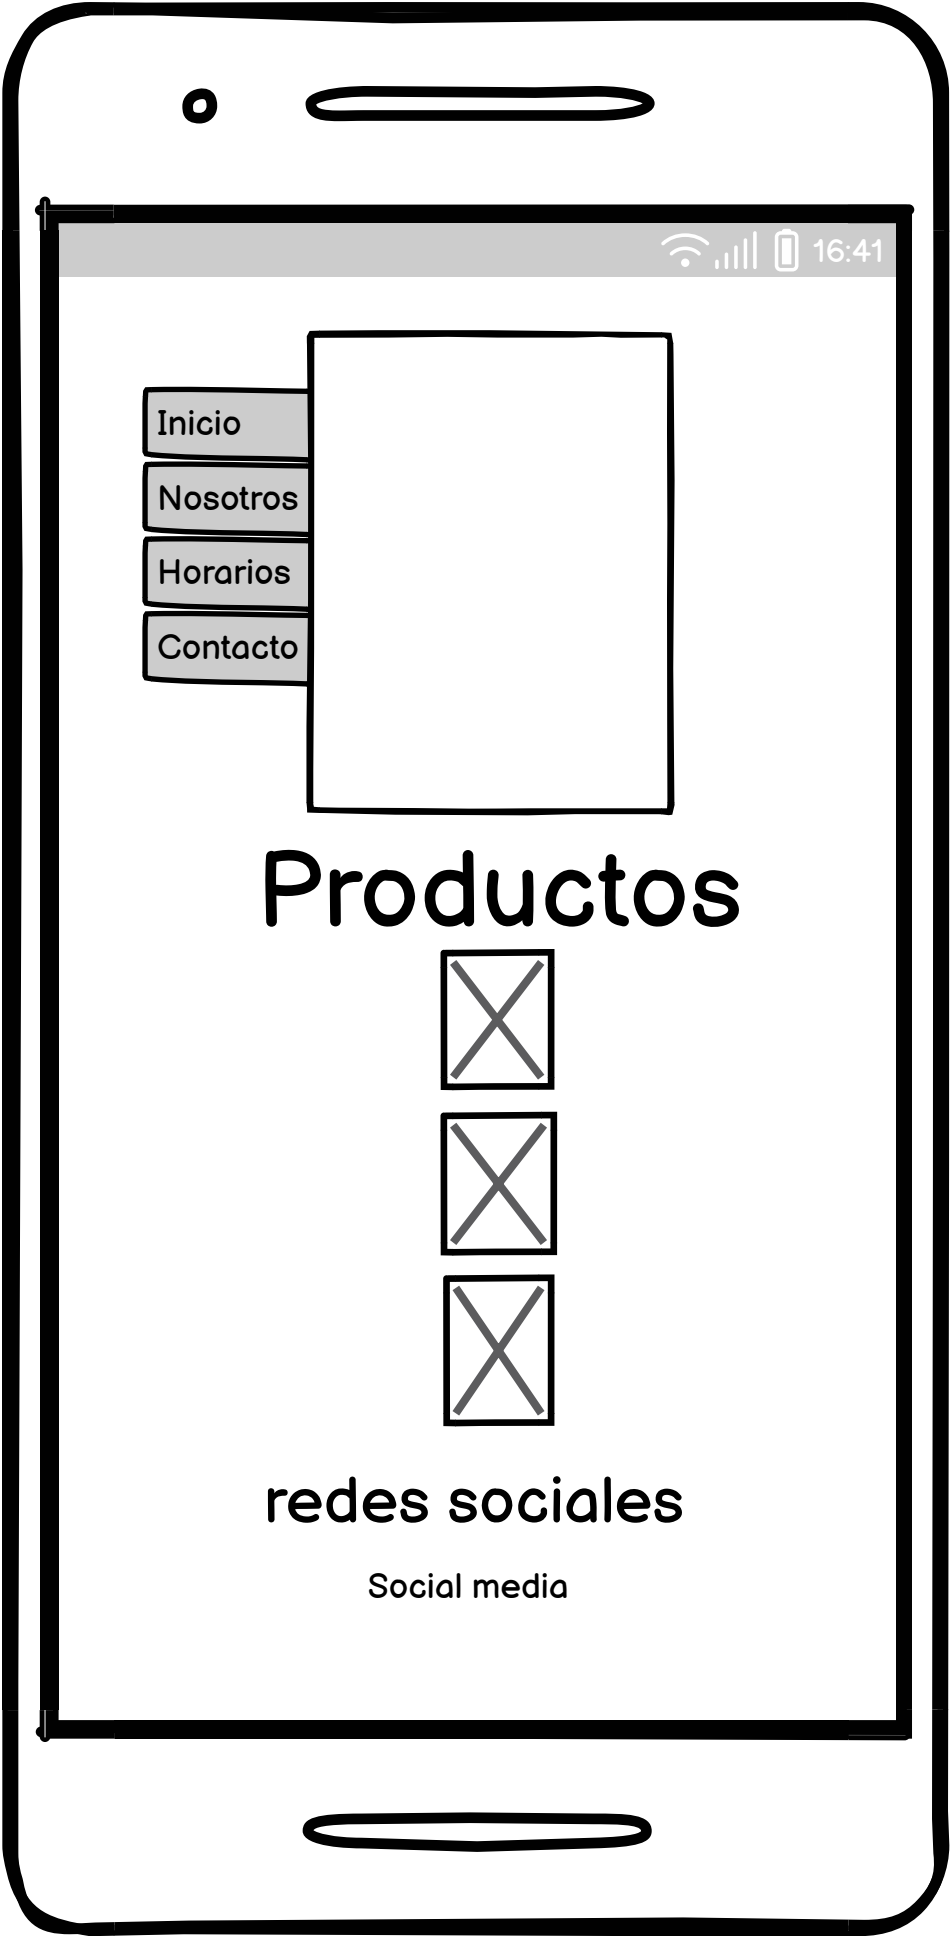 16:41
Inicio
Nosotros
Horarios
Contacto
Productos
redes sociales
Social media